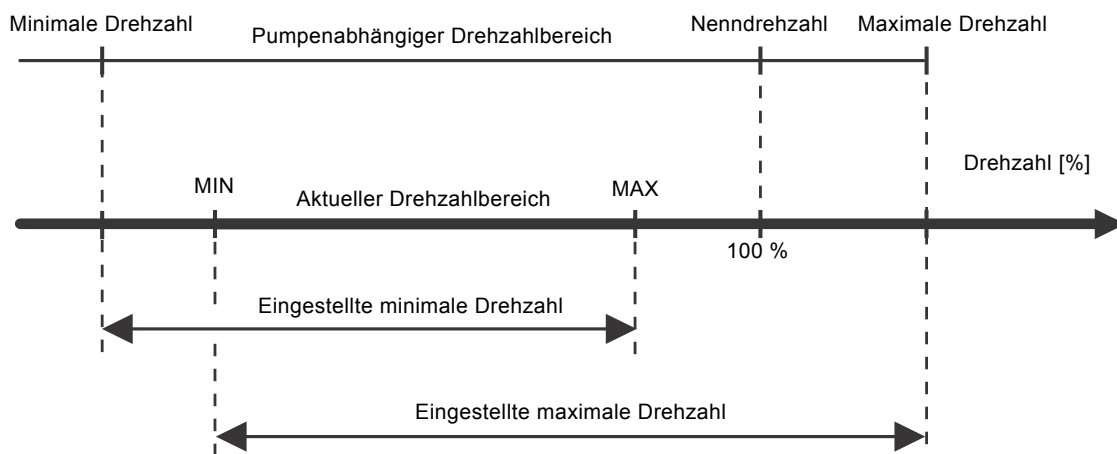 Minimale Drehzahl
Pumpenabhängiger Drehzahlbereich
Nenndrehzahl
Maximale Drehzahl
Drehzahl [%]
MIN
Aktueller Drehzahlbereich
MAX
100 %
Eingestellte minimale Drehzahl
Eingestellte maximale Drehzahl